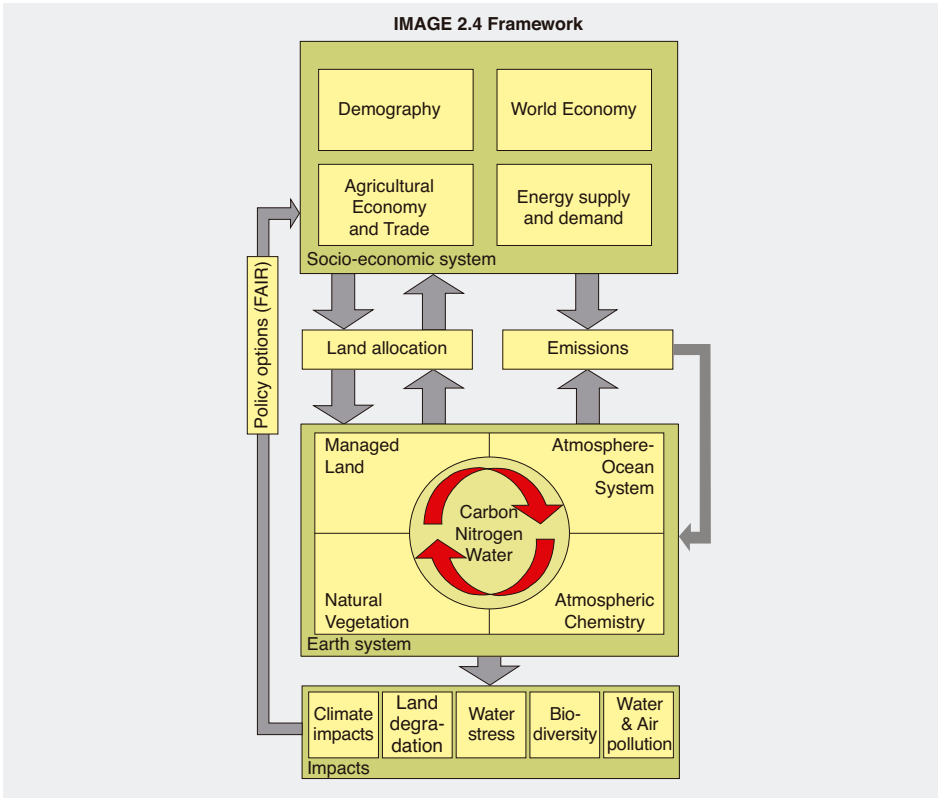 IMAGE 2.4 Framework
Demography
World Economy
Agricultural
Economy
and Trade
Energy supply
and demand
Socio-economic system
Policy options (FAIR)
Land allocation
Emissions
Managed
Land
Atmosphere-
Ocean
System
Carbon
Nitrogen
Water
Natural
Vegetation
Atmospheric
Chemistry
Earth system
Climate
impacts
Land
degra-
dation
Water
stress
Bio-
diversity
Water
& Air
pollution
Impacts